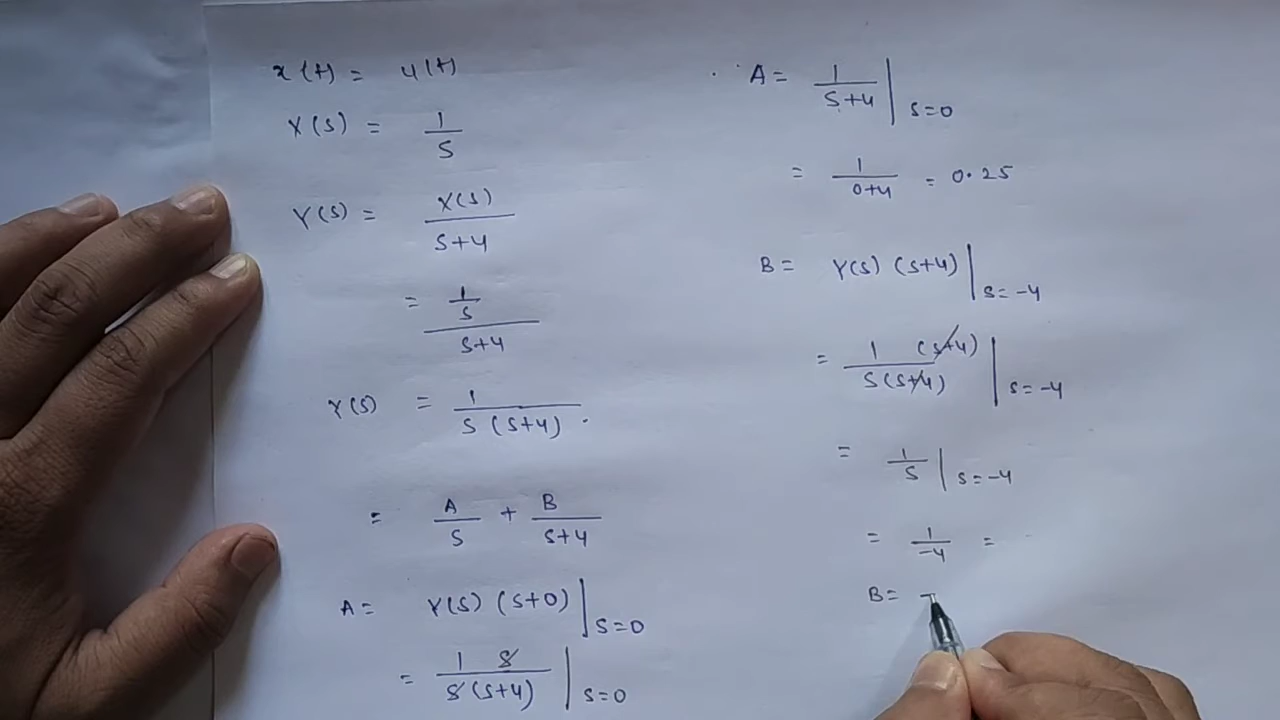 x(t) = u(t)
X(s) = 1/s
Y(s) = X(s)/(s+4)
= (1/s)/(s+4)
Y(s) = 1/(s(s+4)).
= A/s + B/(s+4)
A = Y(s) (s+0)|s=0
= 1 s/(s(s+4))|s=0
A = 1/(s+4)|s=0
= 1/(0+4) = 0.25
B = Y(s) (s+4)|s=-4
= 1 (s+4)/(s(s+4))|s=-4
= 1/s|s=-4
= 1/-4 =
B = -